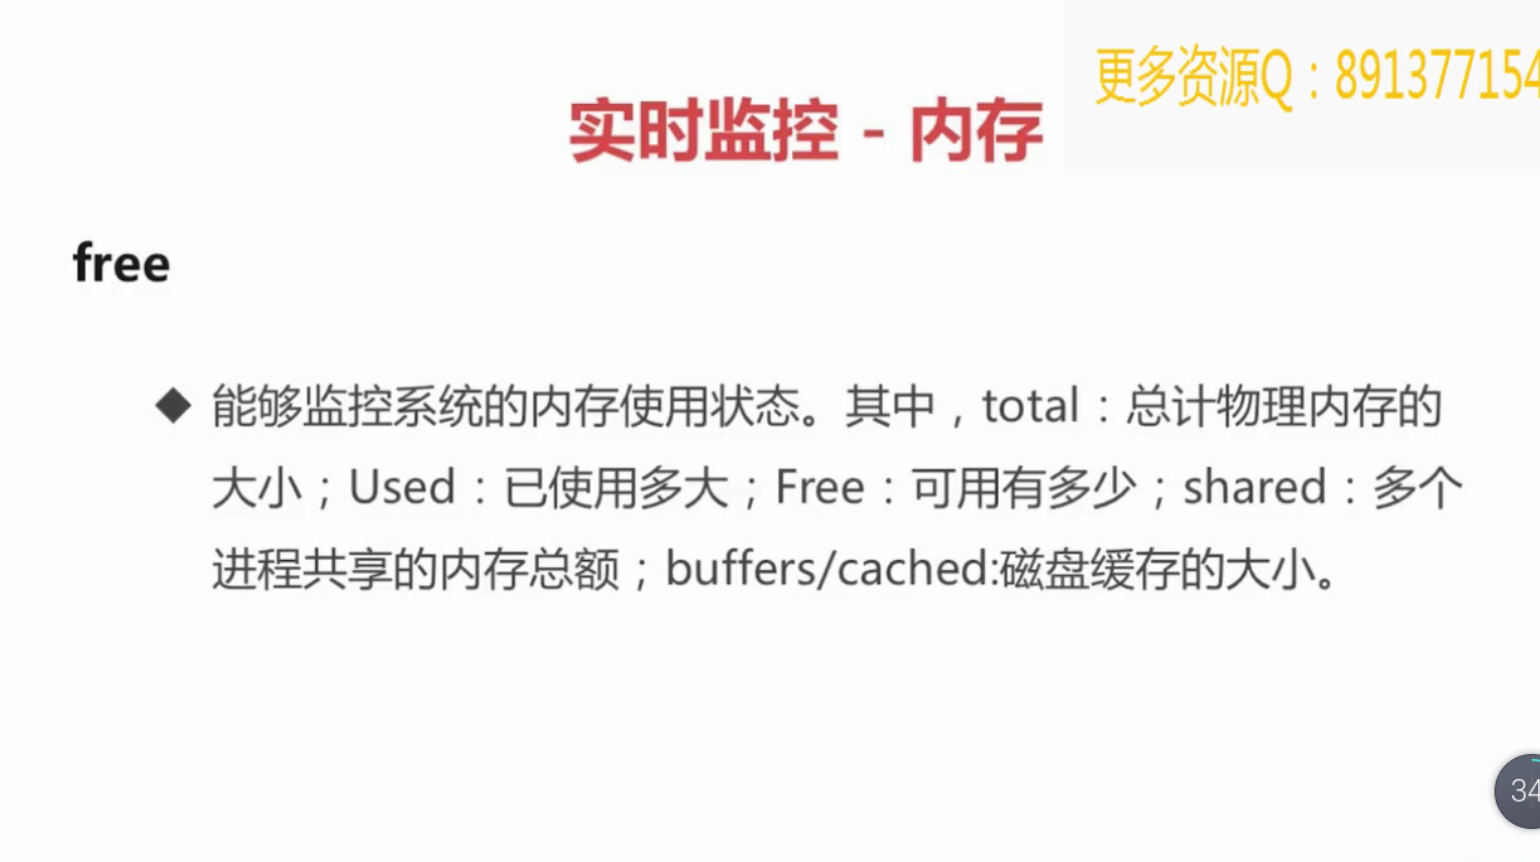 更多资源Q：891377154
实时监控 - 内存
free
◆ 能够监控系统的内存使用状态。其中，total：总计物理内存的
大小；Used：已使用多大；Free：可用有多少；shared：多个
进程共享的内存总额；buffers/cached:磁盘缓存的大小。
34